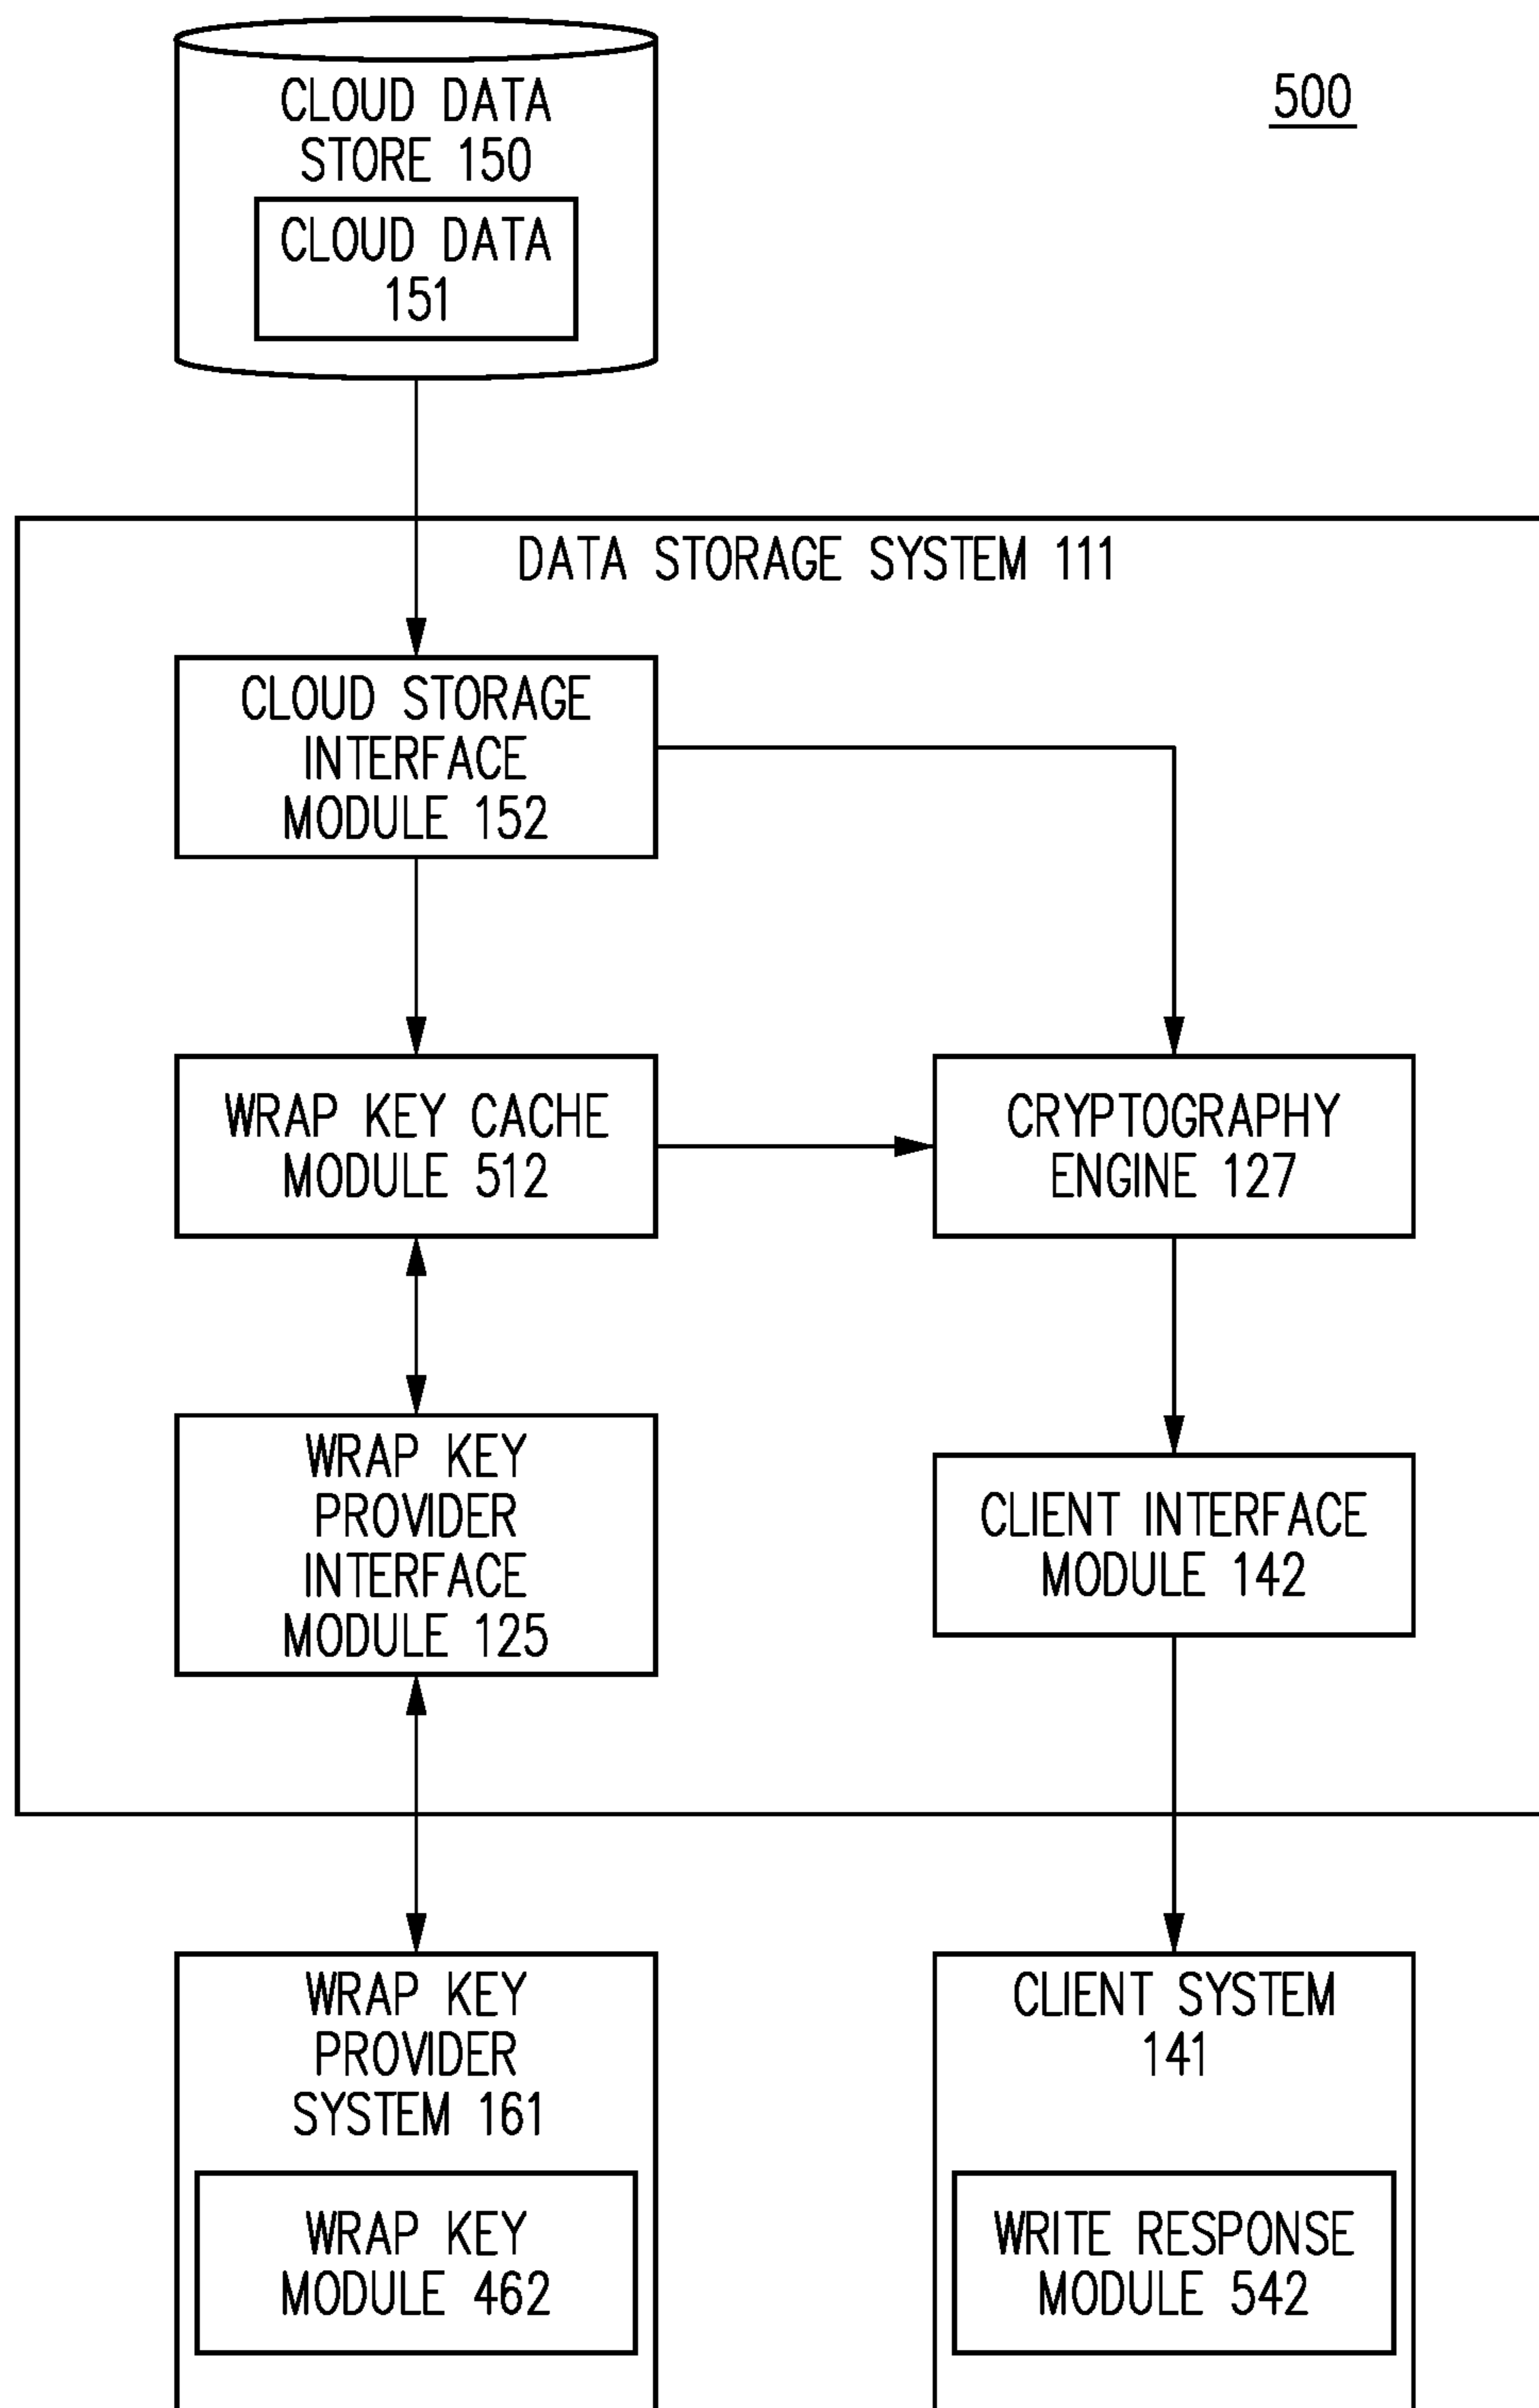 CLOUD DATA
STORE 150
500
CLOUD DATA
151
DATA STORAGE SYSTEM 111
CLOUD STORAGE
INTERFACE
MODULE 152
WRAP KEY CACHE
MODULE 512
CRYPTOGRAPHY
ENGINE 127
WRAP KEY
PROVIDER
INTERFACE
MODULE 125
CLIENT INTERFACE
MODULE 142
WRAP KEY
PROVIDER
SYSTEM 161
CLIENT SYSTEM
141
WRAP KEY
MODULE 462
WRITE RESPONSE
MODULE 542